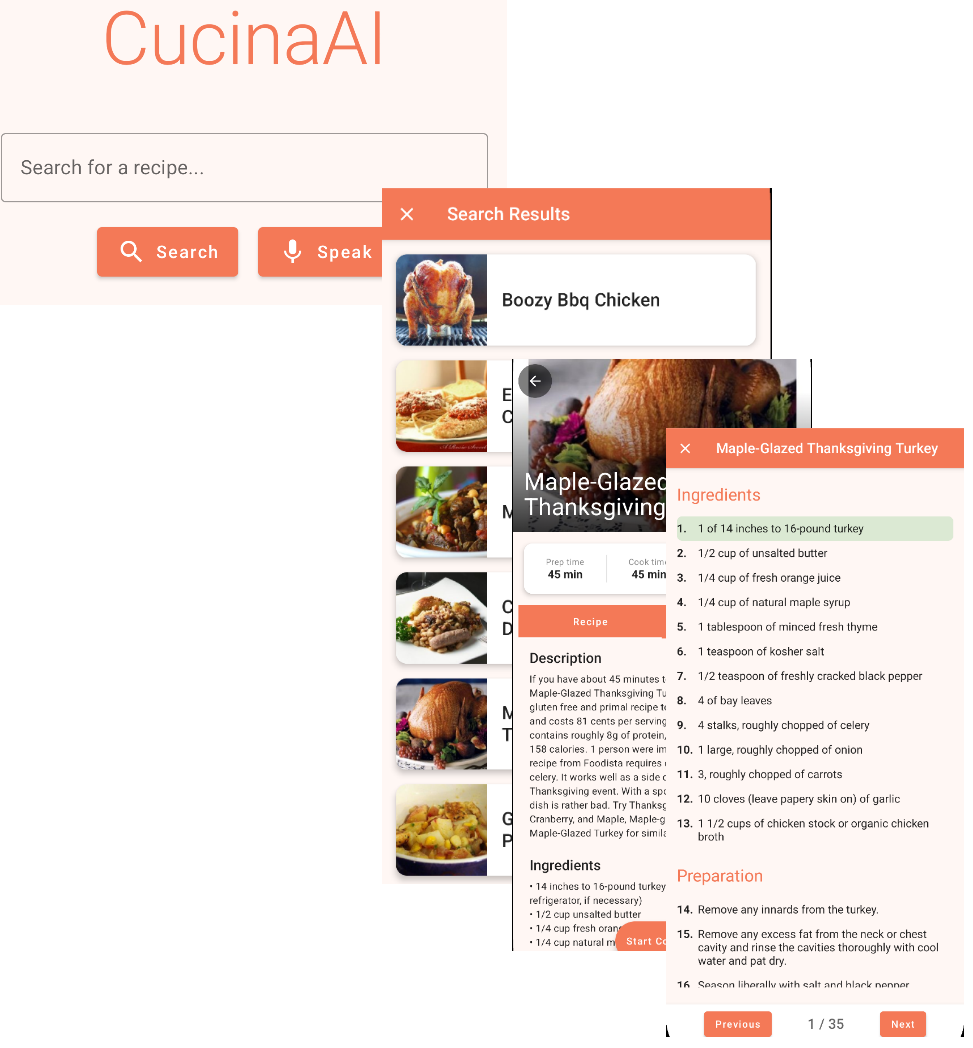 CucinaAI
Search for a recipe...
Search
Speak
Search Results
Boozy Bbq Chicken
E
C
M
C
D
M
T
G
P
Maple-Glazed
Thanksgiving
Prep time
45 min
Cook time
45 min
Recipe
Description
If you have about 45 minutes t
Maple-Glazed Thanksgiving Tu
gluten free and primal recipe
and costs 81 cents per serving
contains roughly 8g of protein,
158 calories. 1 person were im
recipe from Foodista requires
celery. It works well as a side
Thanksgiving event. With a spo
dish is rather bad. Try Thanksg
Cranberry, and Maple, Maple-g
Maple-Glazed Turkey for simila
Ingredients
• 14 inches to 16-pound turkey
refrigerator, if necessary)
• 1/2 cup unsalted butter
• 1/4 cup fresh oran
• 1/4 cup natural m
Start Co
Maple-Glazed Thanksgiving Turkey
Ingredients
1. 1 of 14 inches to 16-pound turkey
2. 1/2 cup of unsalted butter
3. 1/4 cup of fresh orange juice
4. 1/4 cup of natural maple syrup
5. 1 tablespoon of minced fresh thyme
6. 1 teaspoon of kosher salt
7. 1/2 teaspoon of freshly cracked black pepper
8. 4 of bay leaves
9. 4 stalks, roughly chopped of celery
10. 1 large, roughly chopped of onion
11. 3, roughly chopped of carrots
12. 10 cloves (leave papery skin on) of garlic
13. 1 1/2 cups of chicken stock or organic chicken
broth
Preparation
14. Remove any innards from the turkey.
15. Remove any excess fat from the neck or chest
cavity and rinse the cavities thoroughly with cool
water and pat dry.
16. Season liberally with salt and black pepper
Previous
1 / 35
Next